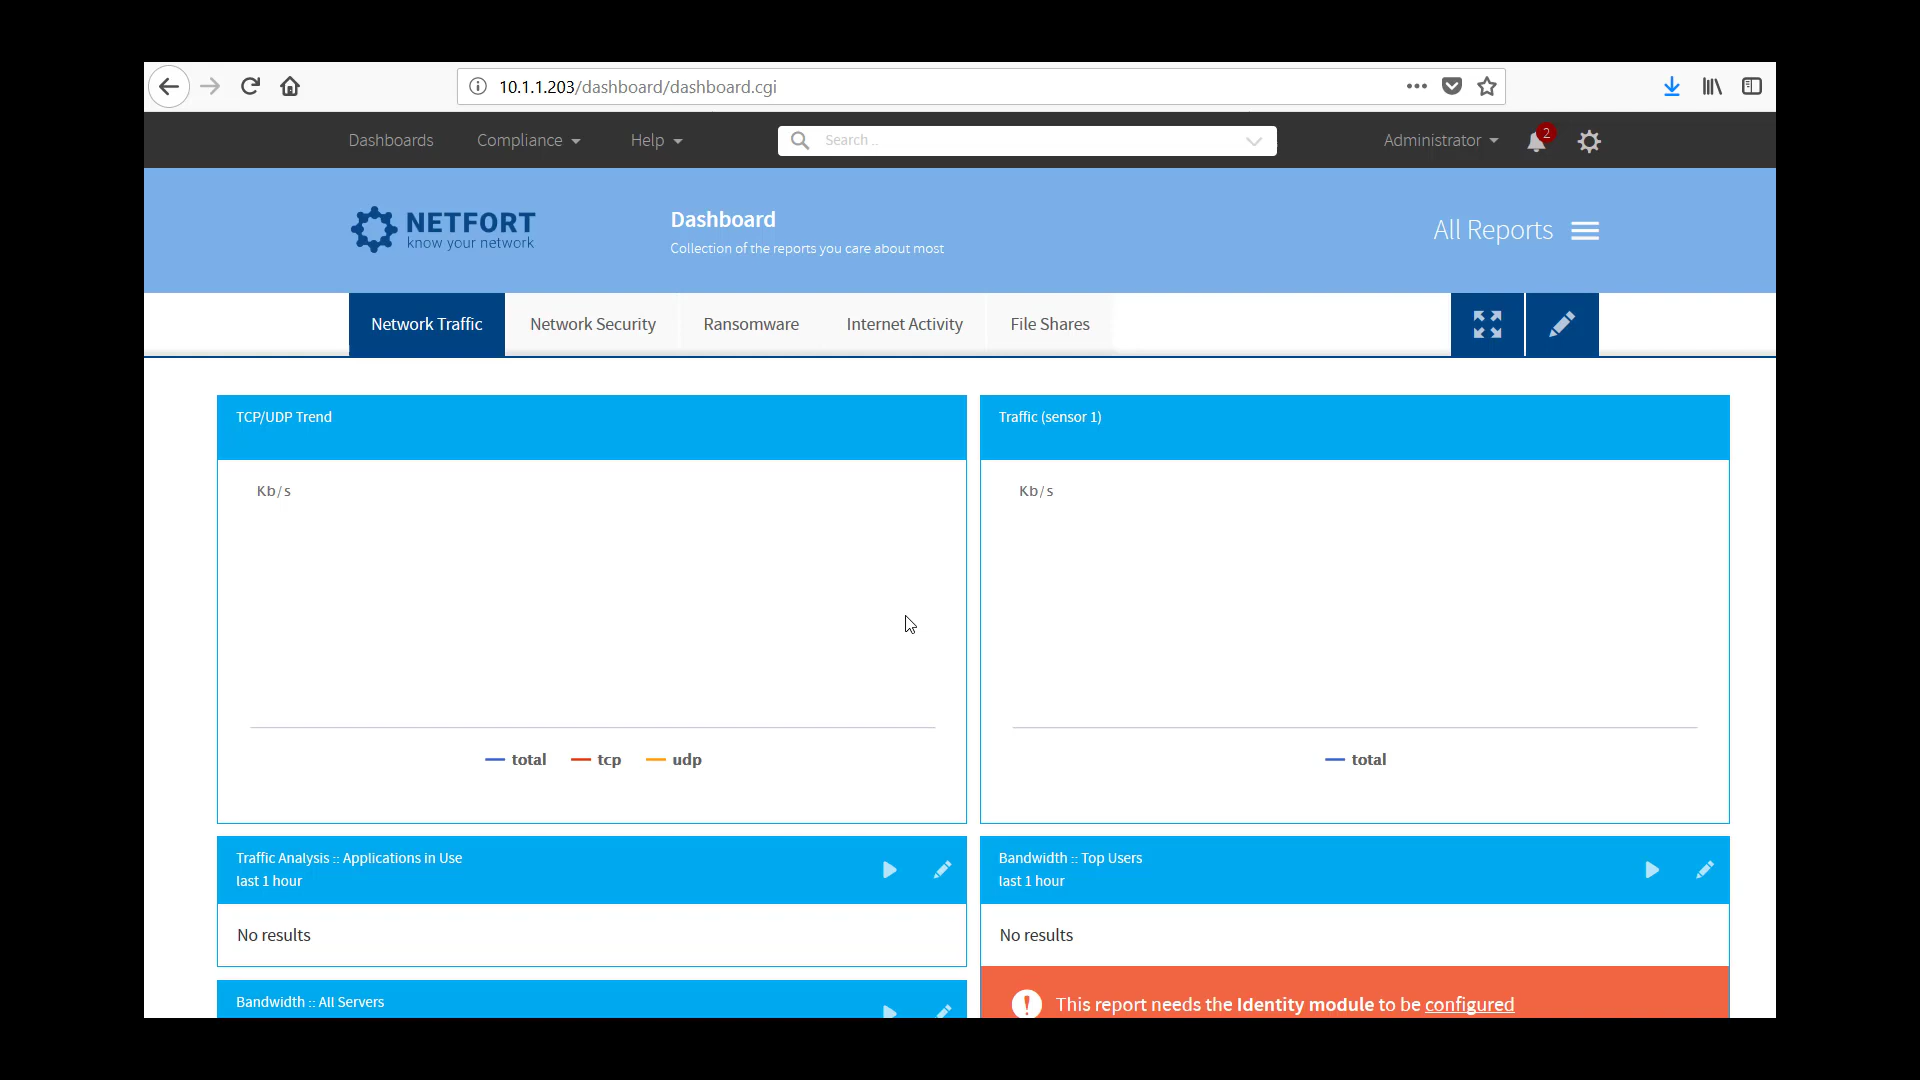 10.1.1.203/dashboard/dashboard.cgi
Dashboards Compliance Help Search .. Administrator 2
NETFORT
know your network
Dashboard
Collection of the reports you care about most
All Reports
Network Traffic Network Security Ransomware Internet Activity File Shares
TCP/UDP Trend
Kb/s
total tcp udp
Traffic (sensor 1)
Kb/s
total
Traffic Analysis :: Applications in Use
last 1 hour
No results
Bandwidth :: Top Users
last 1 hour
No results
Bandwidth :: All Servers
! This report needs the Identity module to be configured